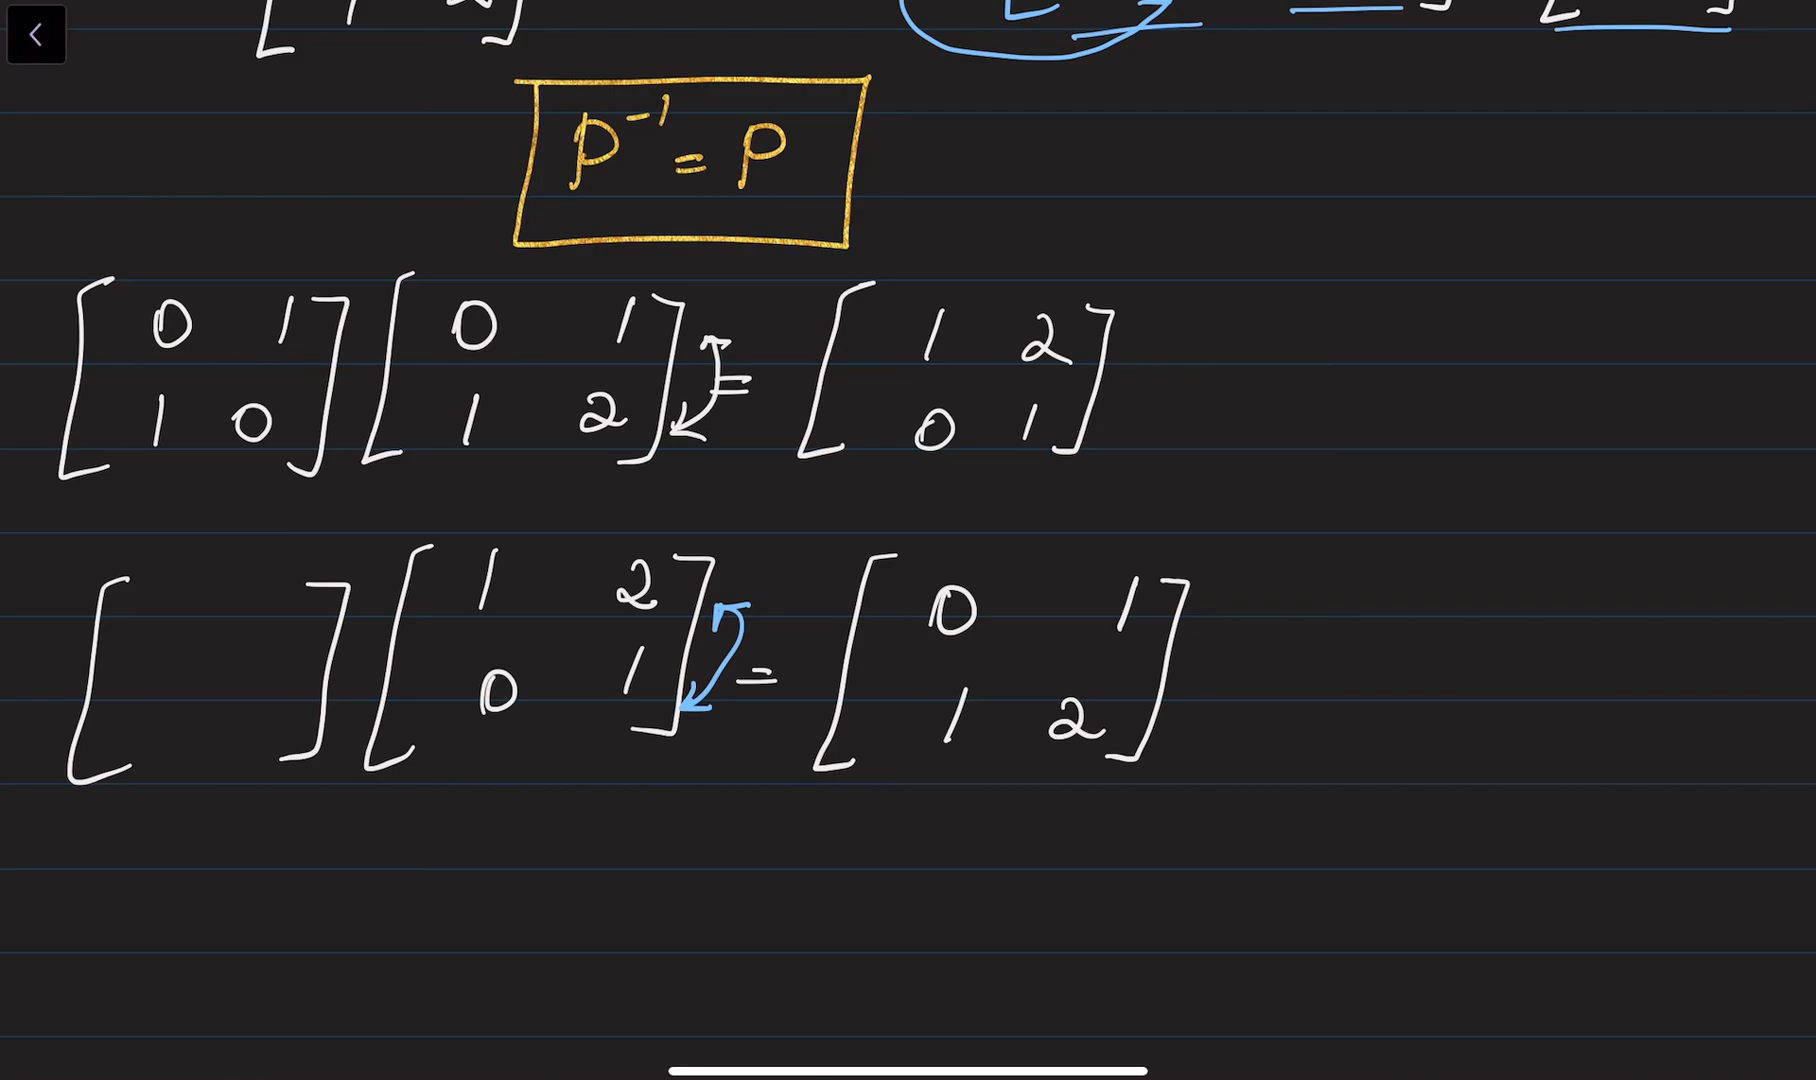 P⁻¹ = P
[0 1] [0 1] = [1 2]
[1 0] [1 2] [0 1]
[ ] [1 2] = [0 1]
[0 1] [1 2]